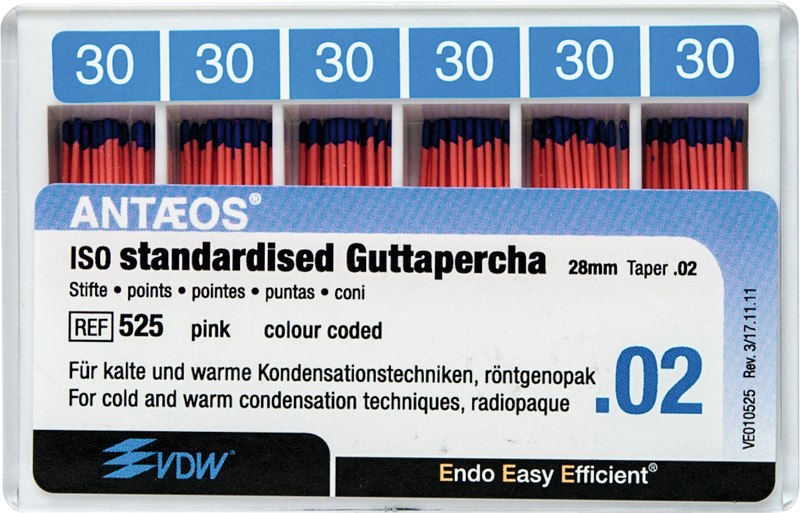 30 30 30 30 30 30
ANTÆOS®
ISO standardised Guttapercha 28mm Taper .02
Stifte • points • pointes • puntas • coni
REF 525 pink colour coded
Für kalte und warme Kondensationstechniken, röntgenopak
For cold and warm condensation techniques, radiopaque
.02
VE010525 Rev. 3/17.11.11
VDW®
Endo Easy Efficient®